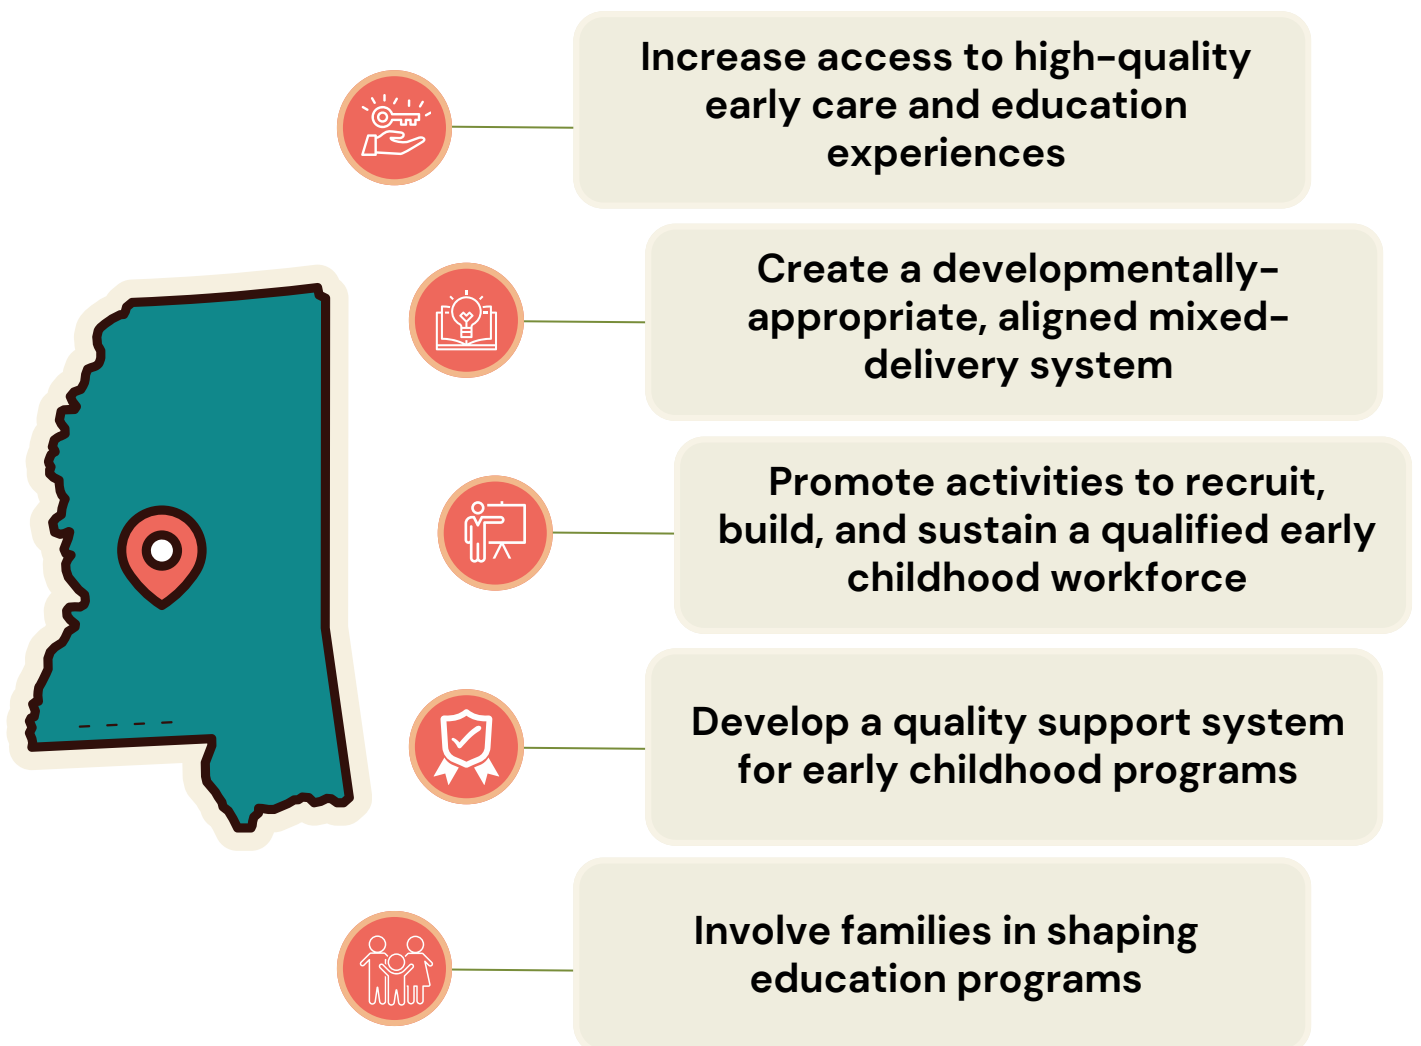 Increase access to high-quality
early care and education
experiences
Create a developmentally-
appropriate, aligned mixed-
delivery system
Promote activities to recruit,
build, and sustain a qualified early
childhood workforce
Develop a quality support system
for early childhood programs
Involve families in shaping
education programs